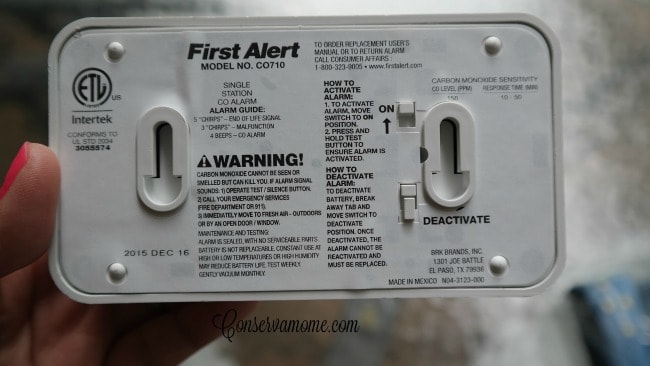 First Alert
MODEL NO. CO710
TO ORDER REPLACEMENT USER'S
MANUAL OR TO RETURN ALARM
CALL CONSUMER AFFAIRS :
1-800-323-9005 • www.firstalert.com
ETL
US
Intertek
CONFORMS TO
UL STD 2034
3055574
SINGLE
STATION
CO ALARM
ALARM GUIDE:
5 "CHIRPS" – END OF LIFE SIGNAL
3 "CHIRPS" – MALFUNCTION
4 BEEPS – CO ALARM
WARNING!
CARBON MONOXIDE CANNOT BE SEEN OR
SMELLED BUT CAN KILL YOU. IF ALARM SIGNAL
SOUNDS: 1) OPERATE TEST / SILENCE BUTTON.
2) CALL YOUR EMERGENCY SERVICES
(FIRE DEPARTMENT OR 911).
3) IMMEDIATELY MOVE TO FRESH AIR – OUTDOORS
OR BY AN OPEN DOOR / WINDOW.
MAINTENANCE AND TESTING:
ALARM IS SEALED, WITH NO SERVICEABLE PARTS.
BATTERY IS NOT REPLACEABLE. CONSTANT USE AT
HIGH OR LOW TEMPERATURES OR HIGH HUMIDITY
MAY REDUCE BATTERY LIFE. TEST WEEKLY.
GENTLY VACUUM MONTHLY.
HOW TO
ACTIVATE
ALARM:
1. TO ACTIVATE
ALARM, MOVE
SWITCH TO ON
POSITION.
2. PRESS AND
HOLD TEST
BUTTON TO
ENSURE ALARM IS
ACTIVATED.
HOW TO
DEACTIVATE
ALARM:
TO DEACTIVATE
BATTERY, BREAK
AWAY TAB AND
MOVE SWITCH TO
DEACTIVATE
POSITION. ONCE
DEACTIVATED, THE
ALARM CANNOT BE
REACTIVATED AND
MUST BE REPLACED.
ON
DEACTIVATE
CARBON MONOXIDE SENSITIVITY
CO LEVEL (PPM) RESPONSE TIME (MIN)
150
2015 DEC 16
BRK BRANDS, INC.
1301 JOE BATTLE
EL PASO, TX 79936
MADE IN MEXICO N04-3123-000
Conservamome.com